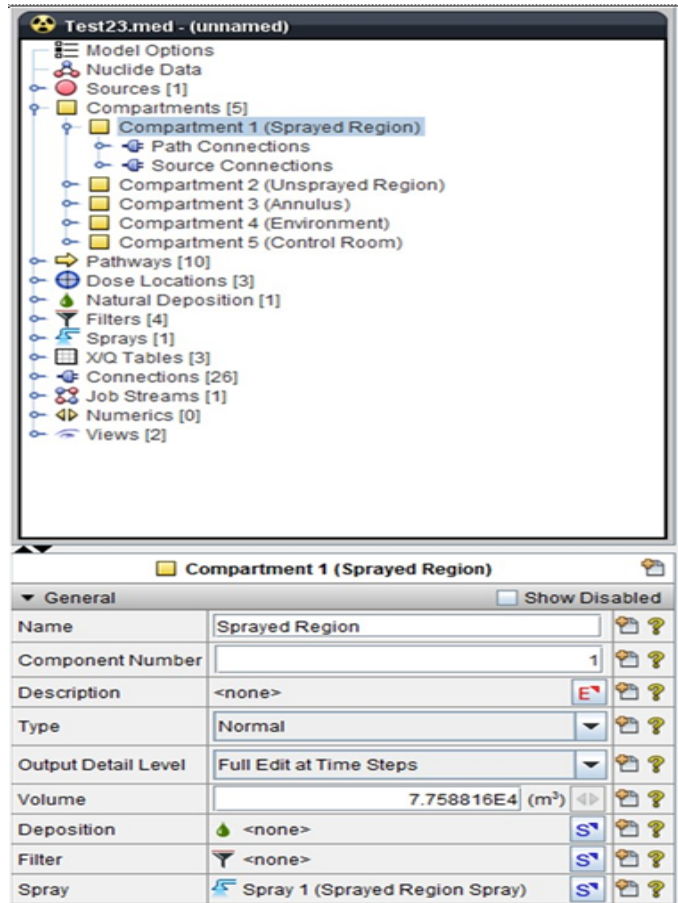 Test23.med - (unnamed)
Model Options
Nuclide Data
Sources [1]
Compartments [5]
Compartment 1 (Sprayed Region)
Path Connections
Source Connections
Compartment 2 (Unsprayed Region)
Compartment 3 (Annulus)
Compartment 4 (Environment)
Compartment 5 (Control Room)
Pathways [10]
Dose Locations [3]
Natural Deposition [1]
Filters [4]
Sprays [1]
X/Q Tables [3]
Connections [26]
Job Streams [1]
Numerics [0]
Views [2]
Compartment 1 (Sprayed Region)
General Show Disabled
Name Sprayed Region ?
Component Number 1 ?
Description <none> E ?
Type Normal ?
Output Detail Level Full Edit at Time Steps ?
Volume 7.758816E4 (m³) ?
Deposition <none> S ?
Filter <none> S ?
Spray Spray 1 (Sprayed Region Spray) S ?